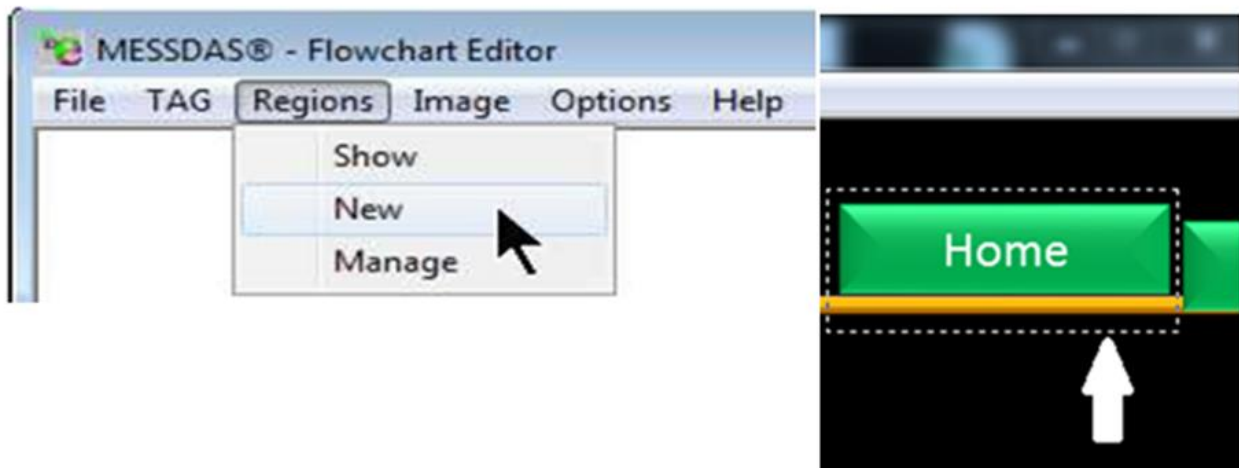 MESSDAS® - Flowchart Editor
File TAG Regions Image Options Help
Show
New
Manage
Home